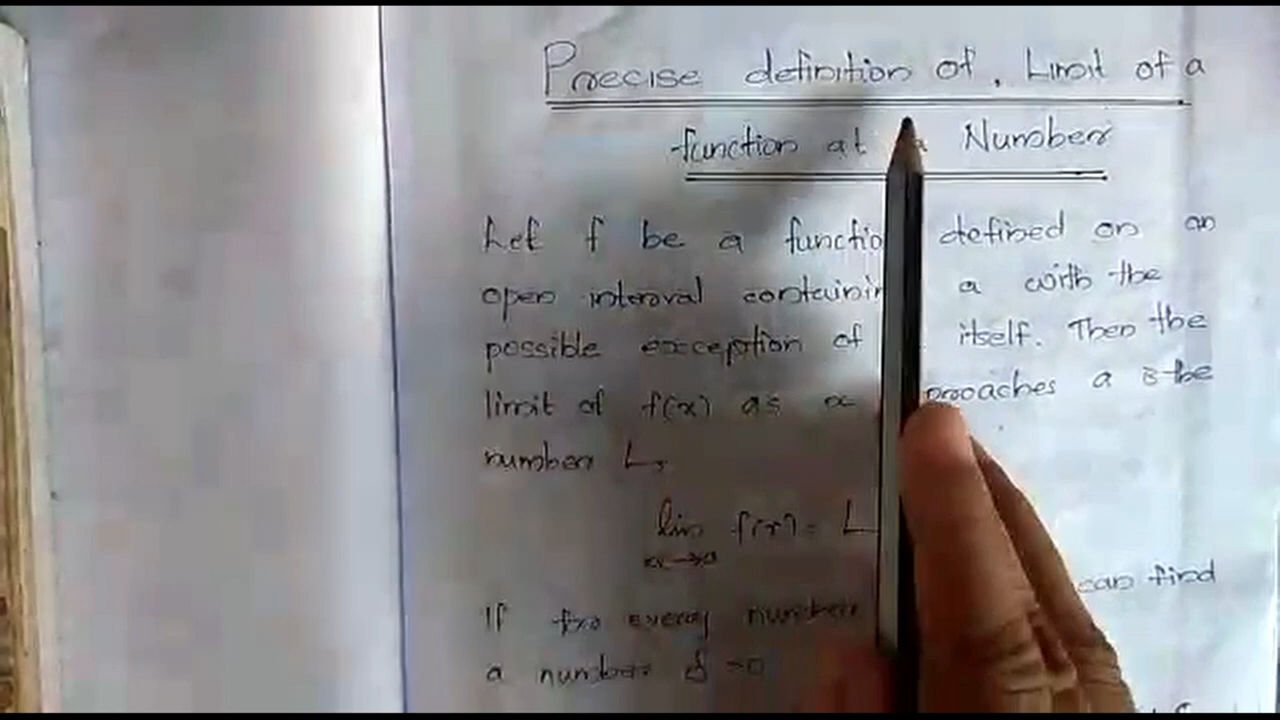 Precise definition of, Limit of a
function at a Number
Let f be a function defined on an
open interval containing a with the
possible exception of itself. Then the
limit of f(x) as x approaches a is the
number L,
lim f(x) = L
x→a
If for every number can find
a number δ >0